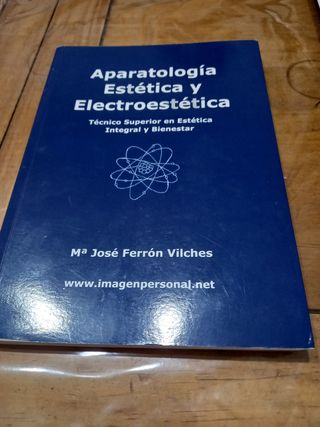 Aparatología
Estética y
Electroestética
Técnico Superior en Estética
Integral y Bienestar
Mª José Ferrón Vilches
www.imagenpersonal.net